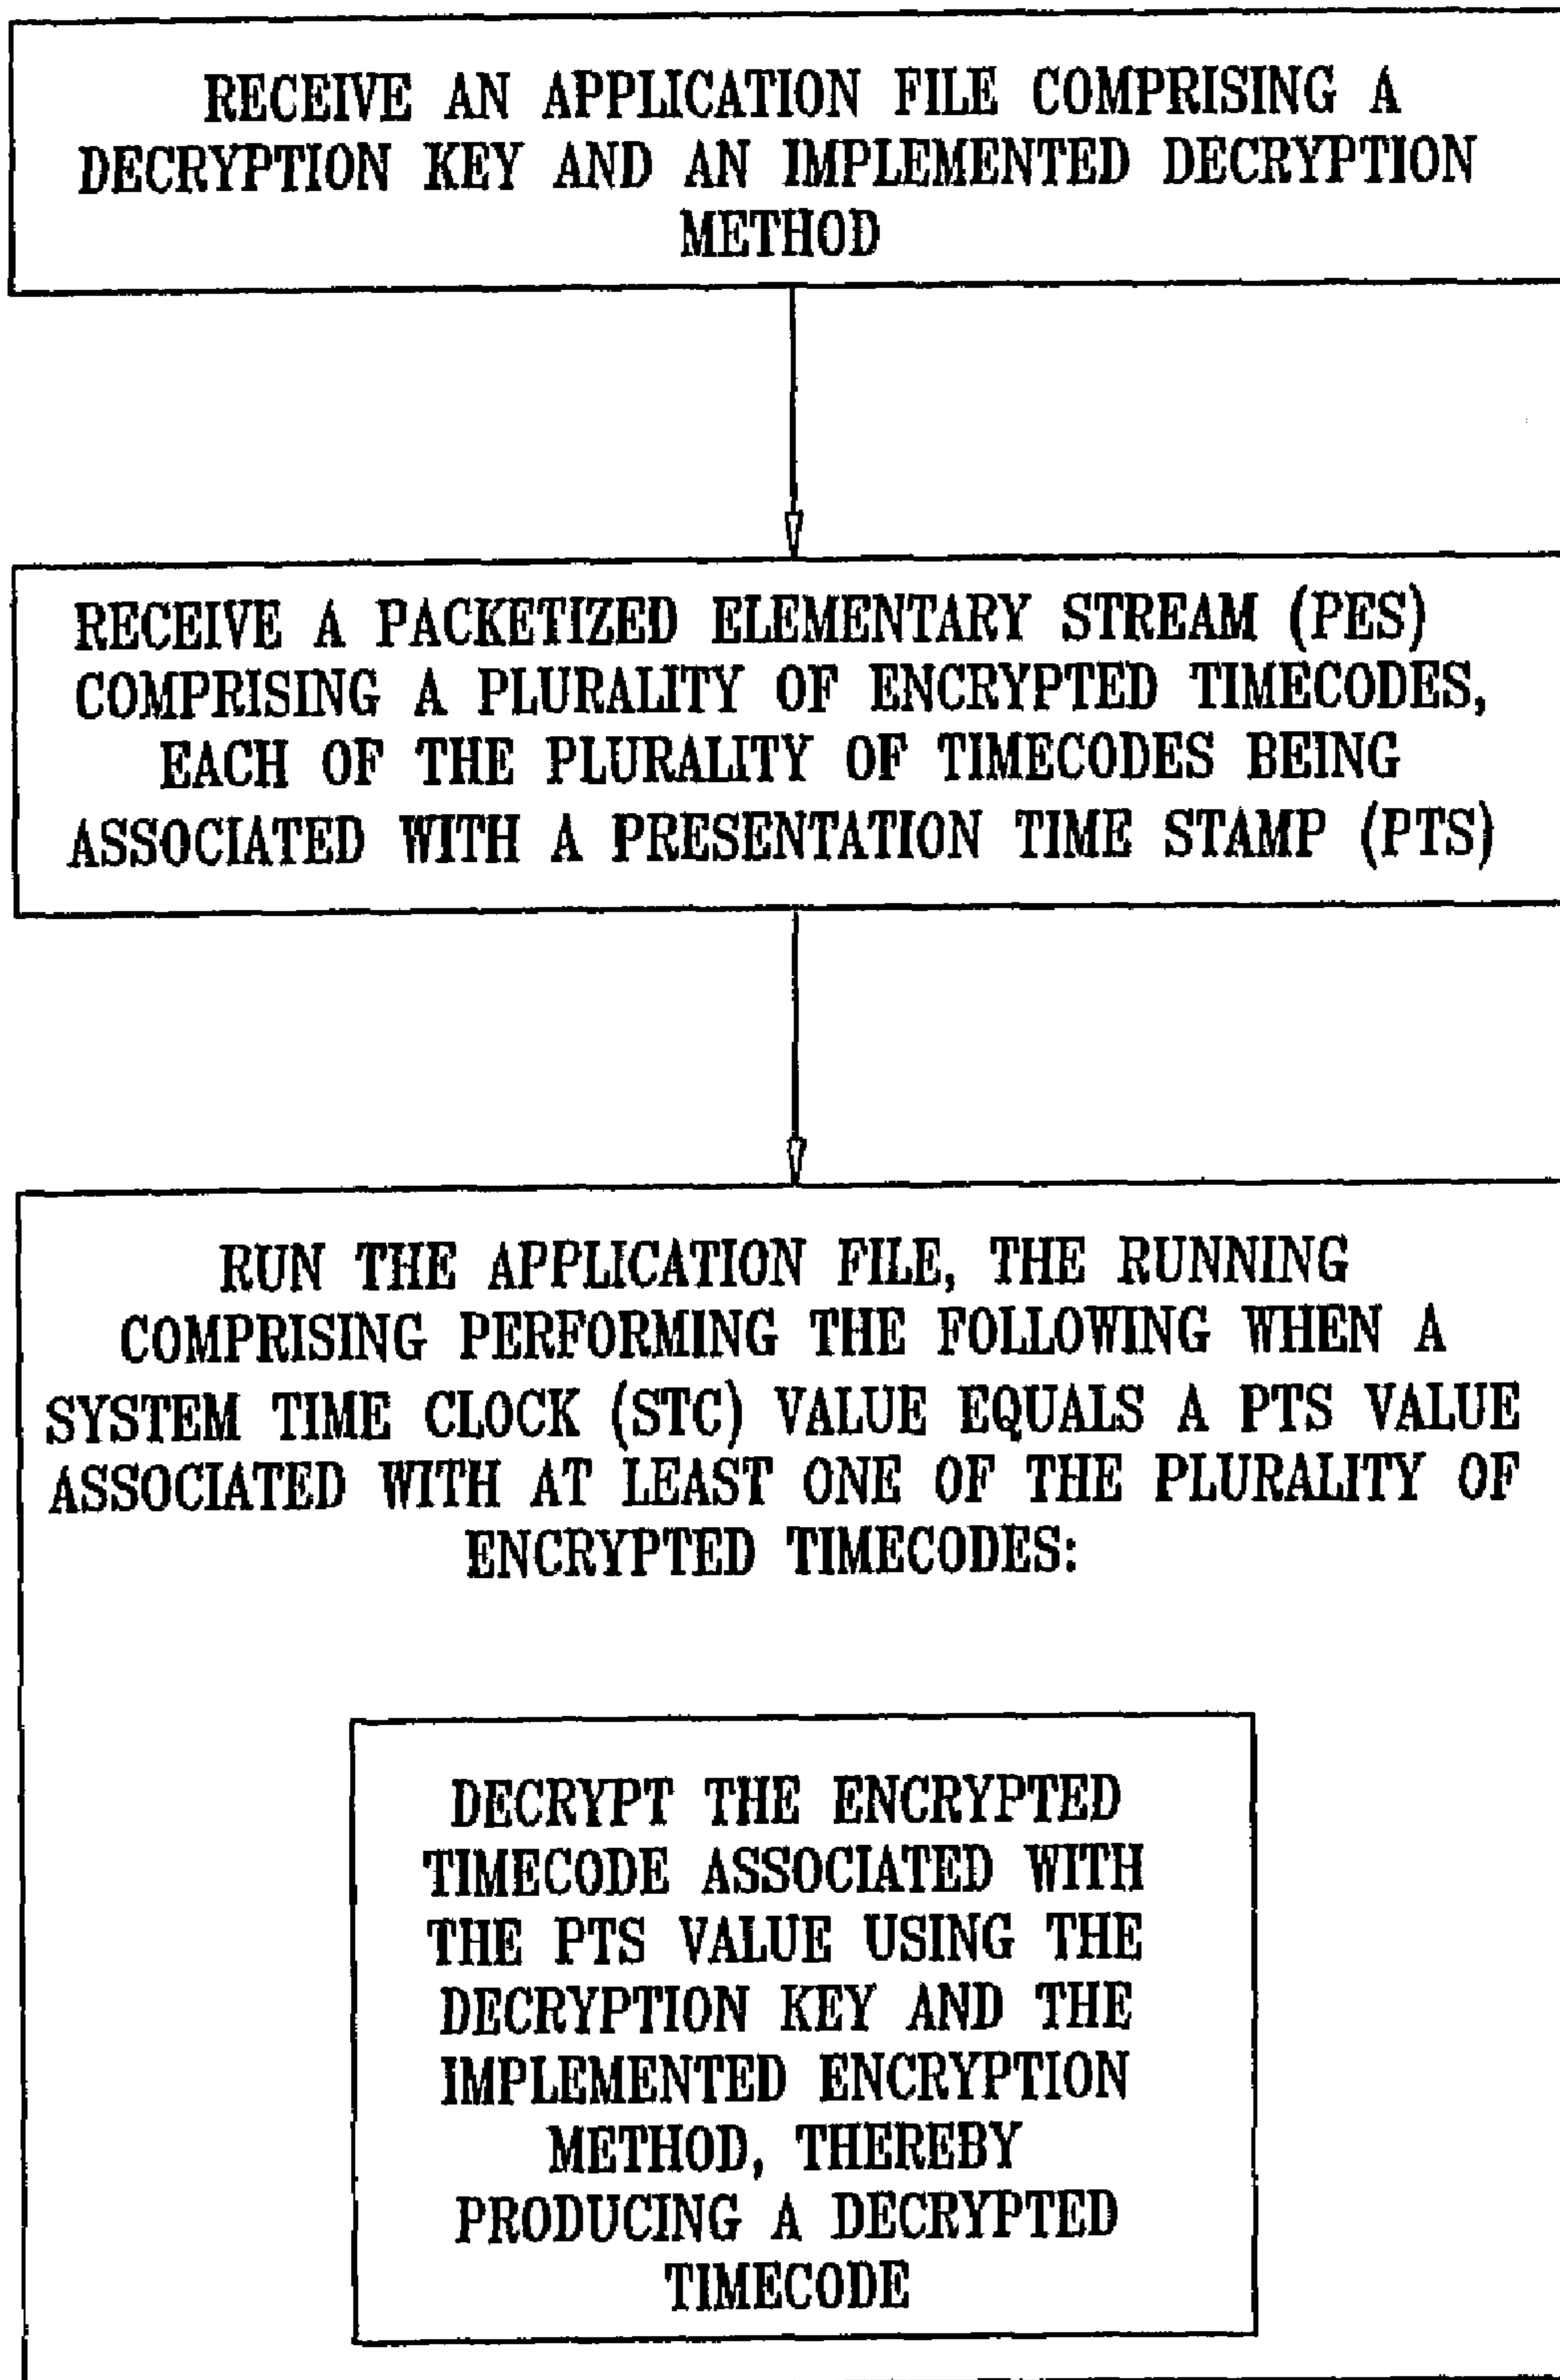 RECEIVE AN APPLICATION FILE COMPRISING A
DECRYPTION KEY AND AN IMPLEMENTED DECRYPTION
METHOD
RECEIVE A PACKETIZED ELEMENTARY STREAM (PES)
COMPRISING A PLURALITY OF ENCRYPTED TIMECODES,
EACH OF THE PLURALITY OF TIMECODES BEING
ASSOCIATED WITH A PRESENTATION TIME STAMP (PTS)
RUN THE APPLICATION FILE, THE RUNNING
COMPRISING PERFORMING THE FOLLOWING WHEN A
SYSTEM TIME CLOCK (STC) VALUE EQUALS A PTS VALUE
ASSOCIATED WITH AT LEAST ONE OF THE PLURALITY OF
ENCRYPTED TIMECODES:
DECRYPT THE ENCRYPTED
TIMECODE ASSOCIATED WITH
THE PTS VALUE USING THE
DECRYPTION KEY AND THE
IMPLEMENTED ENCRYPTION
METHOD, THEREBY
PRODUCING A DECRYPTED
TIMECODE